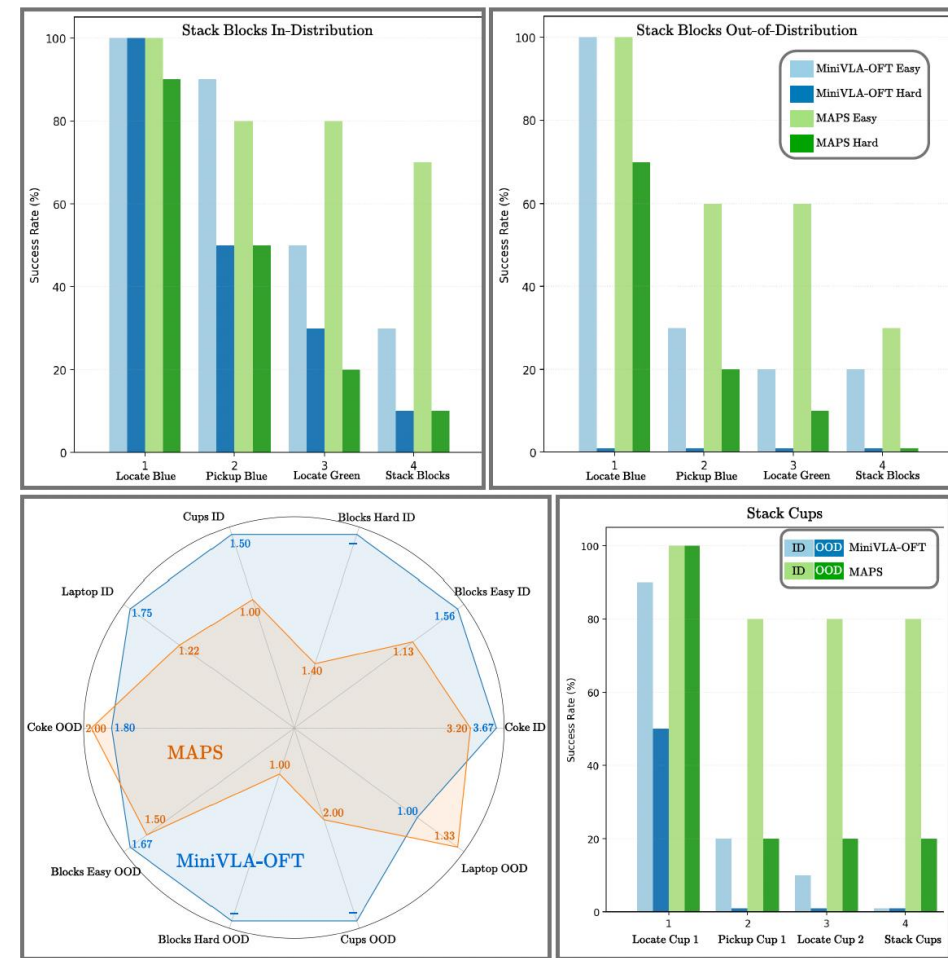 Stack Blocks In-Distribution
Success Rate (%)
100
80
60
40
20
0
1
2
3
4
Locate Blue
Pickup Blue
Locate Green
Stack Blocks
Stack Blocks Out-of-Distribution
MiniVLA-OFT Easy
MiniVLA-OFT Hard
MAPS Easy
MAPS Hard
Success Rate (%)
100
80
60
40
20
0
1
2
3
4
Locate Blue
Pickup Blue
Locate Green
Stack Blocks
Cups ID
Blocks Hard ID
1.50
–
Laptop ID
Blocks Easy ID
1.75
1.56
1.00
1.22
1.13
1.40
Coke OOD
2.00
1.80
3.20
3.67
Coke ID
MAPS
1.00
1.50
2.00
1.00
1.67
1.33
MiniVLA-OFT
Blocks Easy OOD
Laptop OOD
–
–
Blocks Hard OOD
Cups OOD
Stack Cups
ID OOD MiniVLA-OFT
ID OOD MAPS
Success Rate (%)
100
80
60
40
20
0
1
2
3
4
Locate Cup 1
Pickup Cup 1
Locate Cup 2
Stack Cups